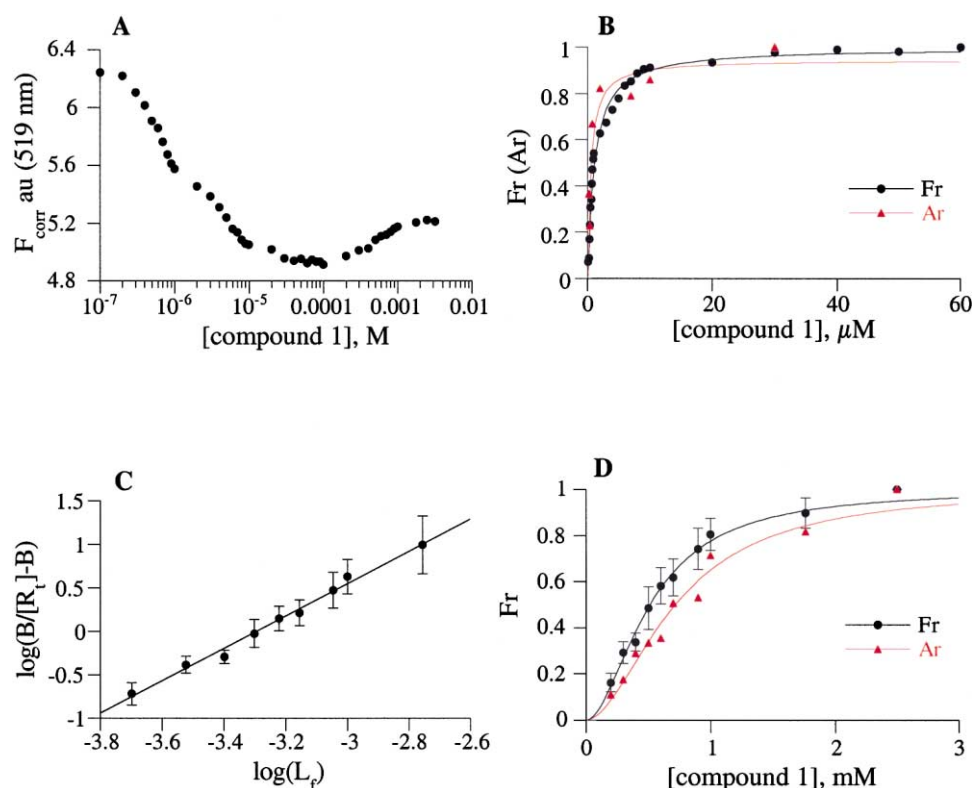 A
6.4
6
5.6
5.2
4.8
F_corr au (519 nm)
10⁻⁷ 10⁻⁶ 10⁻⁵ 0.0001 0.001 0.01
[compound 1], M
B
1
0.8
0.6
0.4
0.2
0
Fr (Ar)
Fr
Ar
0 20 40 60
[compound 1], μM
C
1.5
1
0.5
0
-0.5
-1
log(B/[R_t]-B)
-3.8 -3.6 -3.4 -3.2 -3 -2.8 -2.6
log(L_f)
D
1
0.8
0.6
0.4
0.2
0
Fr
Fr
Ar
0 1 2 3
[compound 1], mM